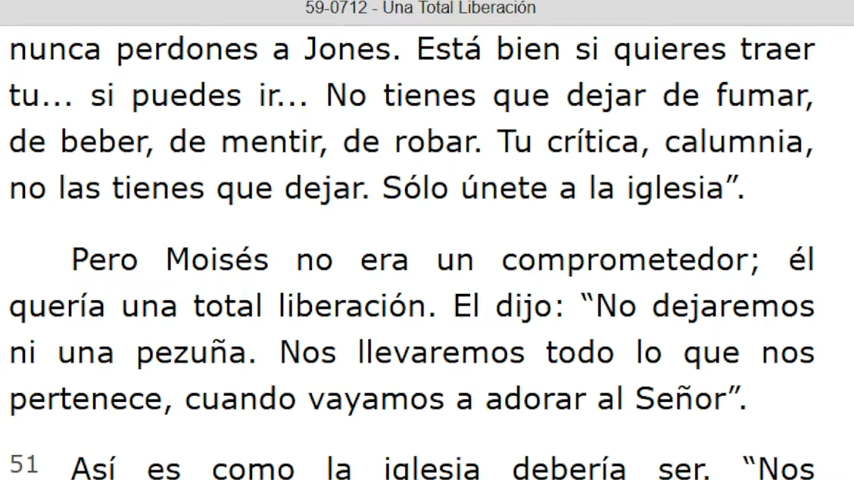 59-0712 - Una Total Liberación
nunca perdones a Jones. Está bien si quieres traer
tu... si puedes ir... No tienes que dejar de fumar,
de beber, de mentir, de robar. Tu crítica, calumnia,
no las tienes que dejar. Sólo únete a la iglesia”.
Pero Moisés no era un comprometedor; él
quería una total liberación. El dijo: “No dejaremos
ni una pezuña. Nos llevaremos todo lo que nos
pertenece, cuando vayamos a adorar al Señor”.
51 Así es como la iglesia debería ser. “Nos